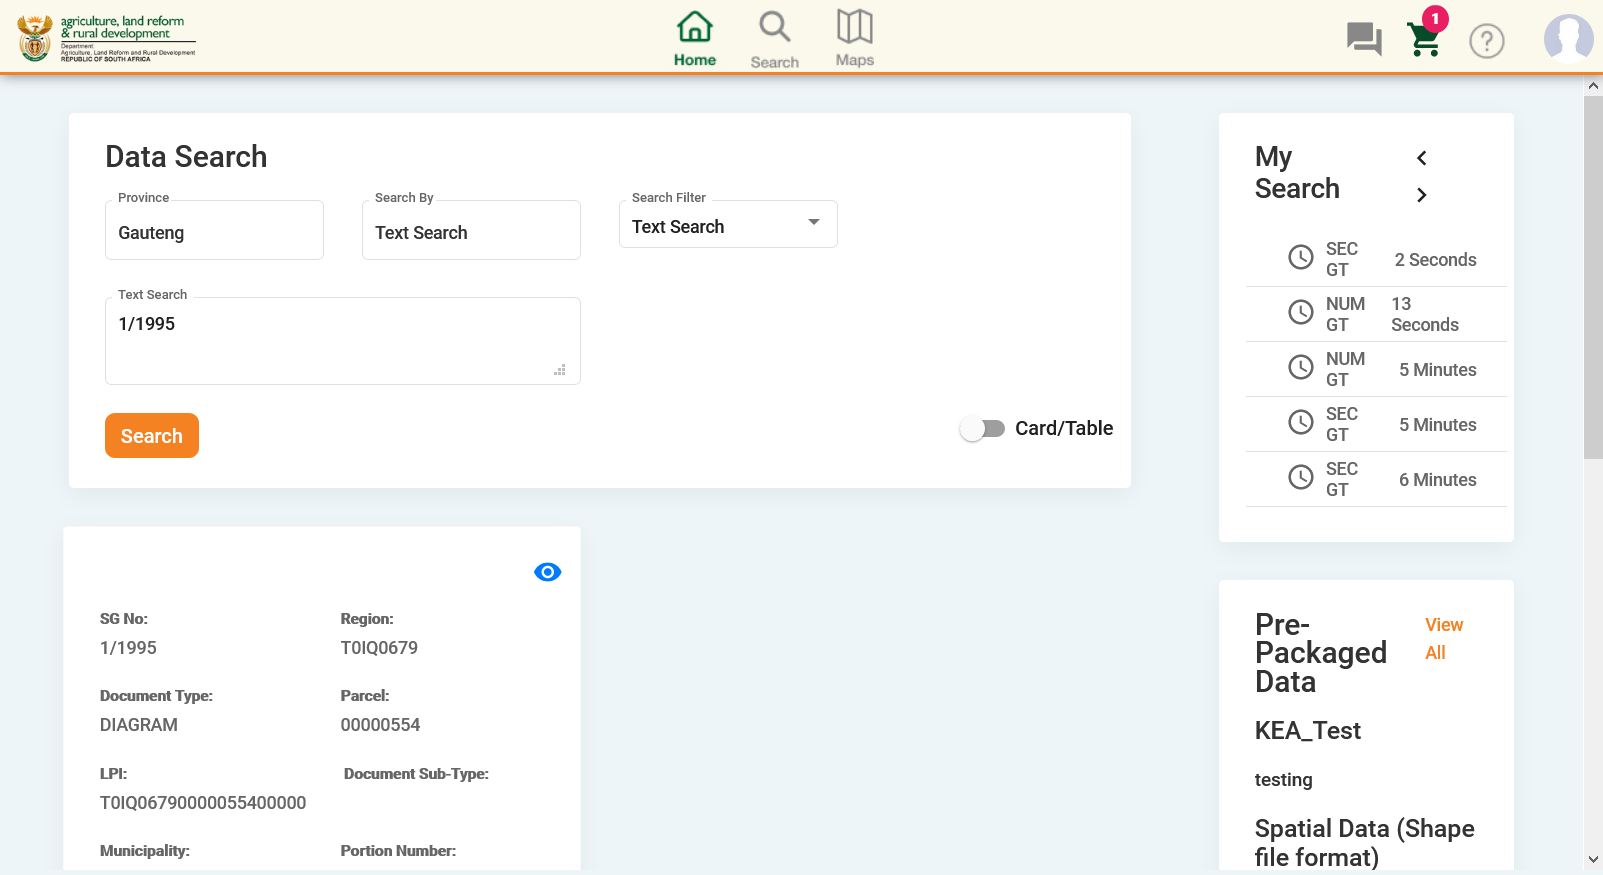 agriculture, land reform
& rural development
Department:
Agriculture, Land Reform and Rural Development
REPUBLIC OF SOUTH AFRICA
Home
Search
Maps
1
?
Data Search
Province
Gauteng
Search By
Text Search
Search Filter
Text Search
Text Search
1/1995
Search
Card/Table
SG No:
1/1995
Region:
T0IQ0679
Document Type:
DIAGRAM
Parcel:
00000554
LPI:
T0IQ06790000055400000
Document Sub-Type:
Municipality:
Portion Number:
My
Search
SEC
GT
2 Seconds
NUM
GT
13
Seconds
NUM
GT
5 Minutes
SEC
GT
5 Minutes
SEC
GT
6 Minutes
Pre-
Packaged
Data
View
All
KEA_Test
testing
Spatial Data (Shape
file format)